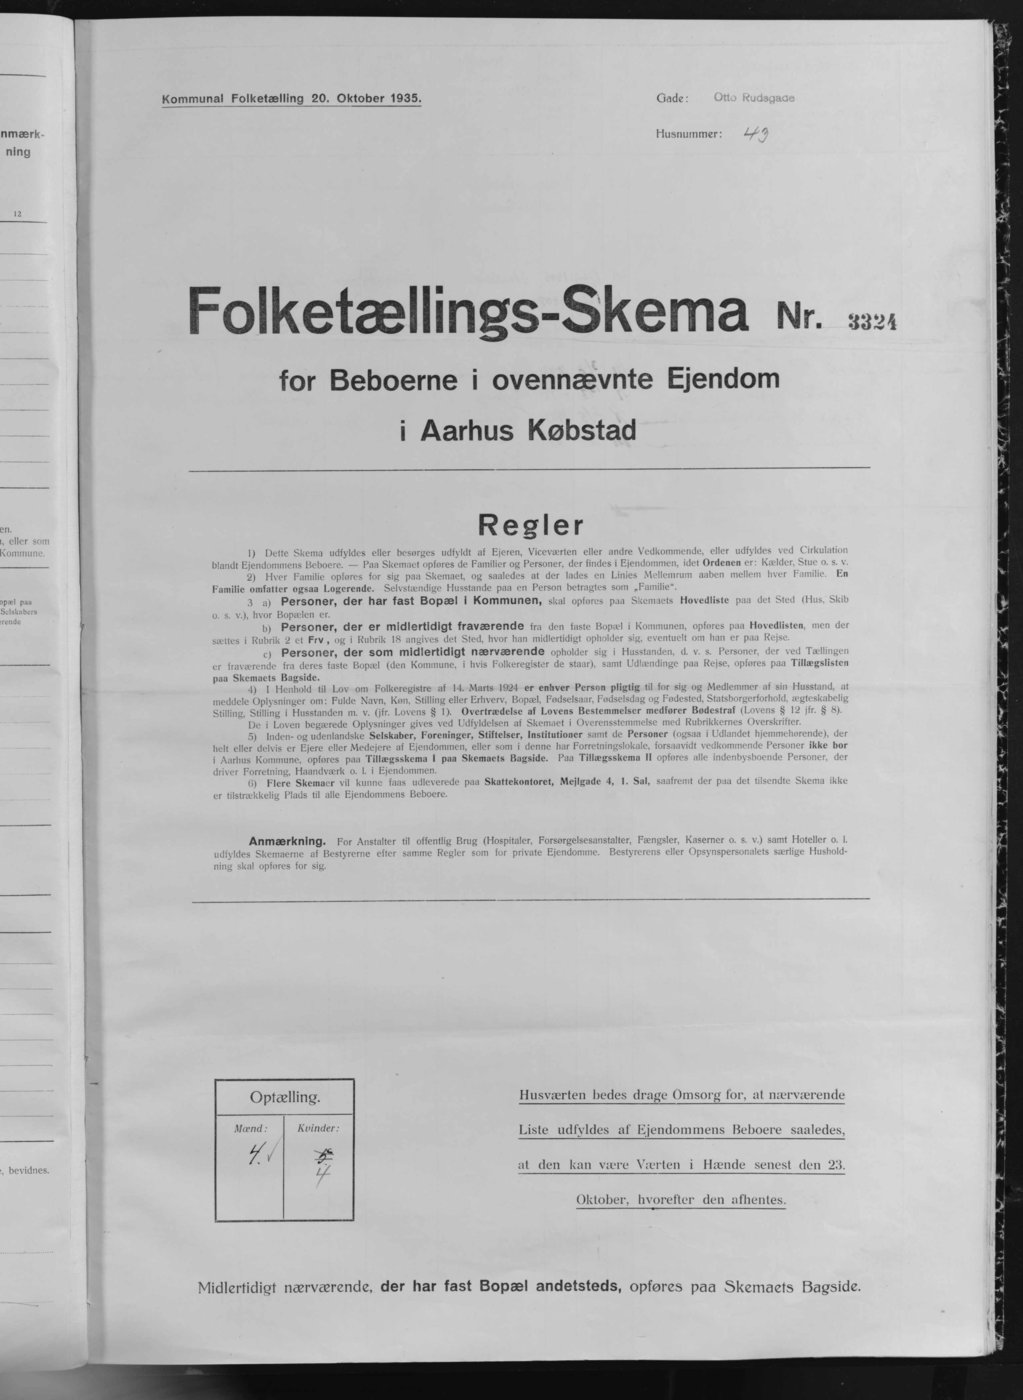 nmærk-
ning
12
en.
, eller som
Kommune.
opæl paa
Selskabers
rende
, bevidnes.
Kommunal Folketælling 20. Oktober 1935.
Gade: Otto Rudsgade
Husnummer: 43
Folketællings-Skema Nr. 3324
for Beboerne i ovennævnte Ejendom
i Aarhus Købstad
Regler
1) Dette Skema udfyldes eller besørges udfyldt af Ejeren, Viceværten eller andre Vedkommende, eller udfyldes ved Cirkulation
blandt Ejendommens Beboere. — Paa Skemaet opføres de Familier og Personer, der findes i Ejendommen, idet Ordenen er: Kælder, Stue o. s. v.
2) Hver Familie opføres for sig paa Skemaet, og saaledes at der lades en Linies Mellemrum aaben mellem hver Familie. En
Familie omfatter ogsaa Logerende. Selvstændige Husstande paa en Person betragtes som „Familie“.
3 a) Personer, der har fast Bopæl i Kommunen, skal opføres paa Skemaets Hovedliste paa det Sted (Hus, Skib
o. s. v.), hvor Bopælen er.
b) Personer, der er midlertidigt fraværende fra den faste Bopæl i Kommunen, opføres paa Hovedlisten, men der
sættes i Rubrik 2 et Frv., og i Rubrik 18 angives det Sted, hvor han midlertidigt opholder sig, eventuelt om han er paa Rejse.
c) Personer, der som midlertidigt nærværende opholder sig i Husstanden, d. v. s. Personer, der ved Tællingen
er fraværende fra deres faste Bopæl (den Kommune, i hvis Folkeregister de staar), samt Udlændinge paa Rejse, opføres paa Tillægslisten
paa Skemaets Bagside.
4) I Henhold til Lov om Folkeregistre af 14. Marts 1924 er enhver Person pligtig til for sig og Medlemmer af sin Husstand, at
meddele Oplysninger om: Fulde Navn, Køn, Stilling eller Erhverv, Bopæl, Fødselsaar, Fødselsdag og Fødested, Statsborgerforhold, ægteskabelig
Stilling, Stilling i Husstanden m. v. (jfr. Lovens § 1). Overtrædelse af Lovens Bestemmelser medfører Bødestraf (Lovens § 12 jfr. § 8).
De i Loven begærede Oplysninger gives ved Udfyldelsen af Skemaet i Overensstemmelse med Rubrikkernes Overskrifter.
5) Inden- og udenlandske Selskaber, Foreninger, Stiftelser, Institutioner samt de Personer (ogsaa i Udlandet hjemmehørende), der
helt eller delvis er Ejere eller Medejere af Ejendommen, eller som i denne har Forretningslokale, forsaavidt vedkommende Personer ikke bor
i Aarhus Kommune, opføres paa Tillægsskema I paa Skemaets Bagside. Paa Tillægsskema II opføres alle indenbysboende Personer, der
driver Forretning, Haandværk o. l. i Ejendommen.
6) Flere Skemaer vil kunne faas udleverede paa Skattekontoret, Mejlgade 4, 1. Sal, saafremt der paa det tilsendte Skema ikke
er tilstrækkelig Plads til alle Ejendommens Beboere.
Anmærkning. For Anstalter til offentlig Brug (Hospitaler, Forsørgelsesanstalter, Fængsler, Kaserner o. s. v.) samt Hoteller o. l.
udfyldes Skemaerne af Bestyrerne efter samme Regler som for private Ejendomme. Bestyrerens eller Opsynspersonalets særlige Hushold-
ning skal opføres for sig.
Optælling.
Mænd: Kvinder:
4. 5
4
Husværten bedes drage Omsorg for, at nærværende
Liste udfyldes af Ejendommens Beboere saaledes,
at den kan være Værten i Hænde senest den 23.
Oktober, hvorefter den afhentes.
Midlertidigt nærværende, der har fast Bopæl andetsteds, opføres paa Skemaets Bagside.